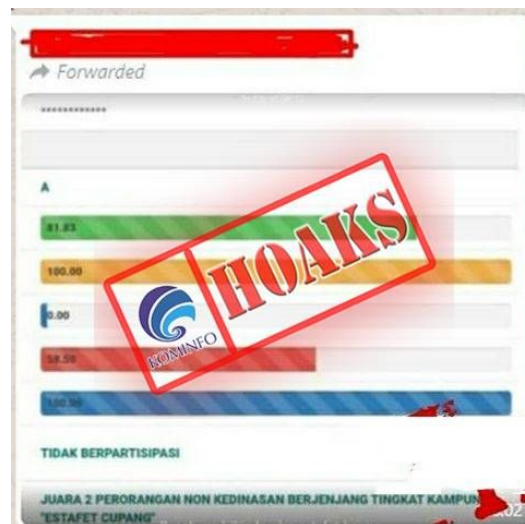 Forwarded
************
A
81.83
100.00
0.00
58.50
100.00
HOAKS
KOMINFO
TIDAK BERPARTISIPASI
JUARA 2 PERORANGAN NON KEDINASAN BERJENJANG TINGKAT KAMPUN
"ESTAFET CUPANG"